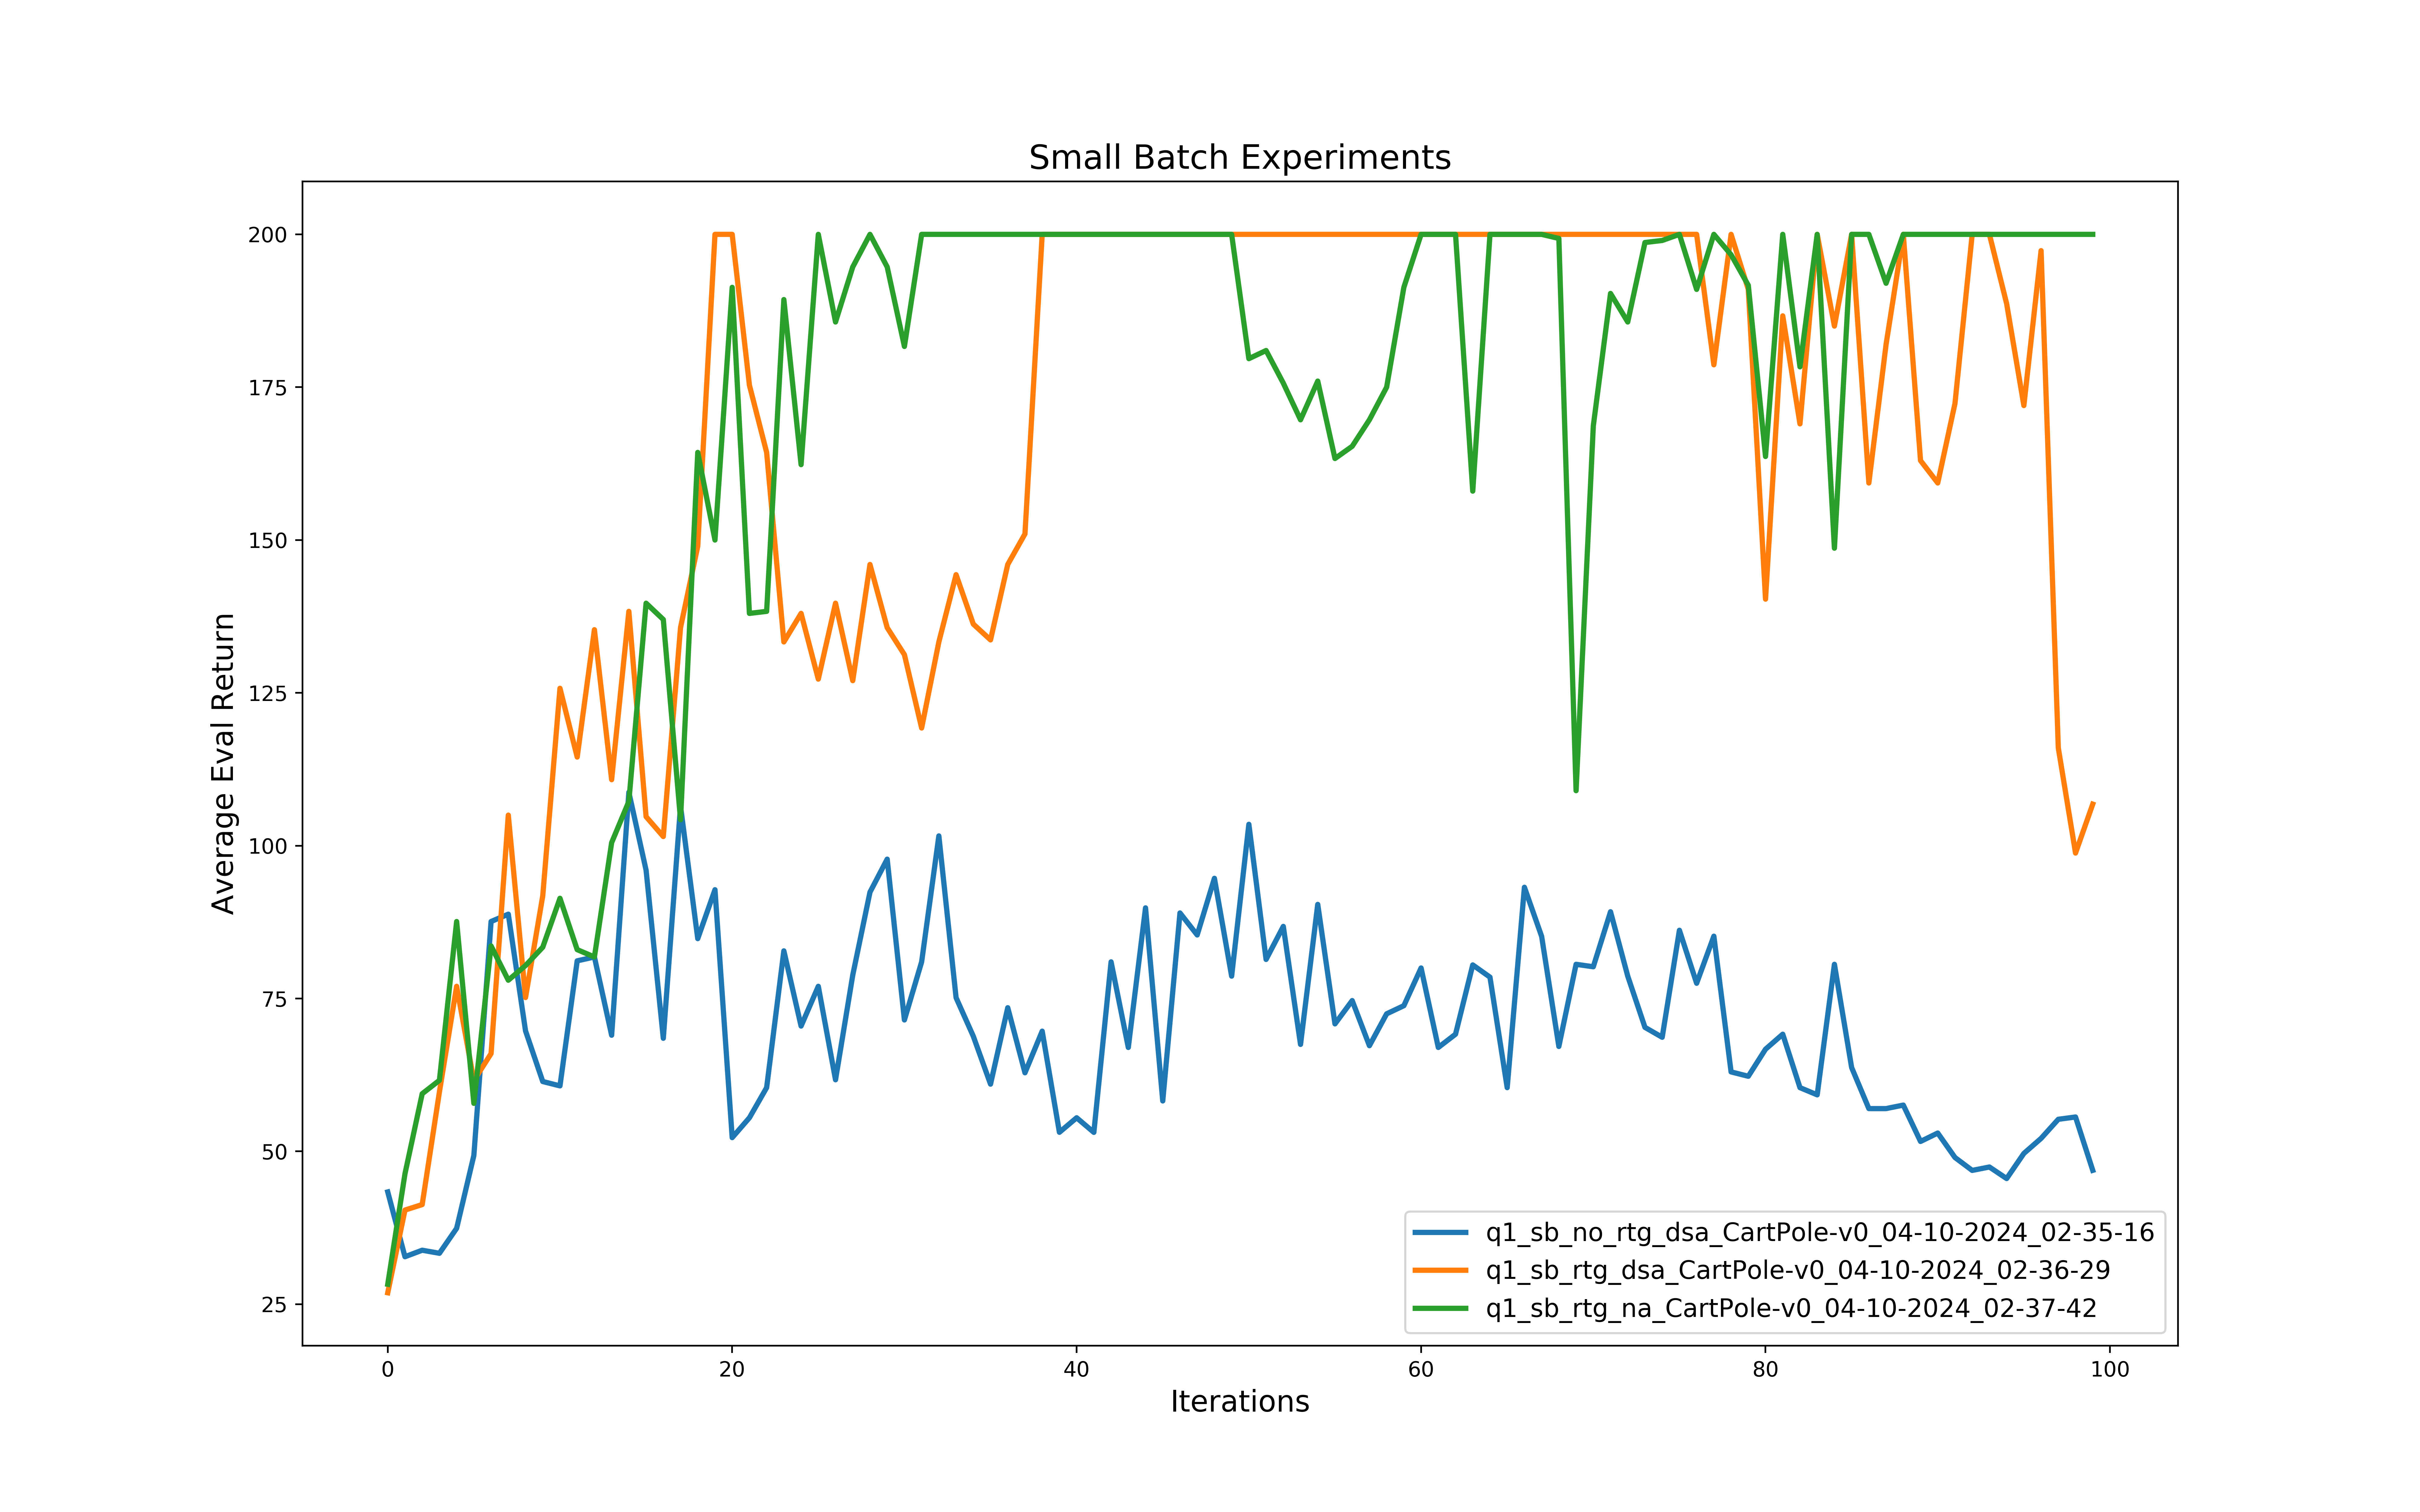 Small Batch Experiments
200
175
150
125
100
75
50
25
Average Eval Return
0
20
40
60
80
100
Iterations
q1_sb_no_rtg_dsa_CartPole-v0_04-10-2024_02-35-16
q1_sb_rtg_dsa_CartPole-v0_04-10-2024_02-36-29
q1_sb_rtg_na_CartPole-v0_04-10-2024_02-37-42